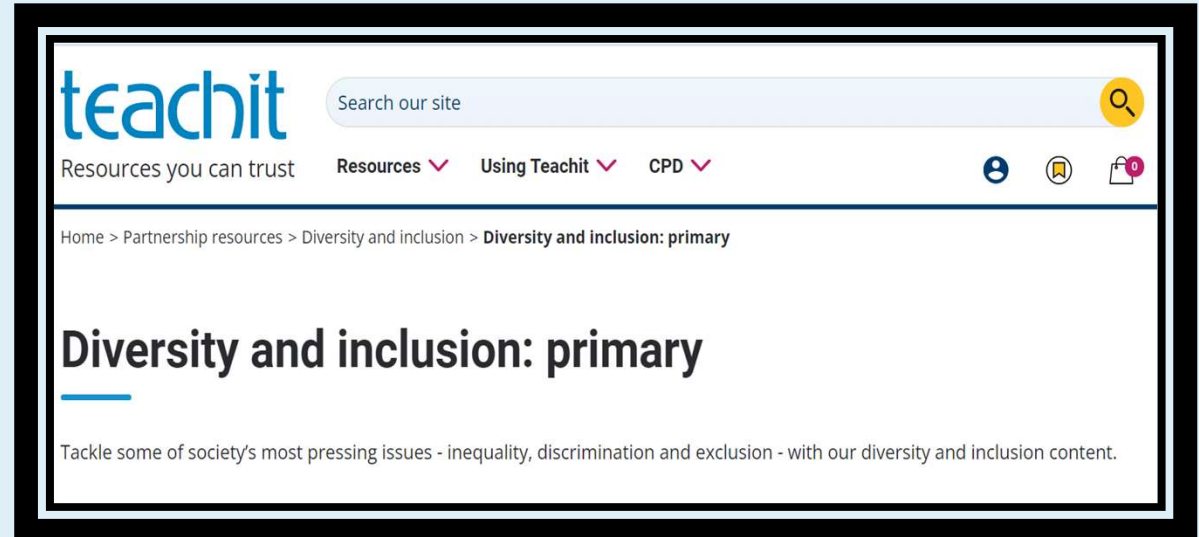 teachit
Search our site
Resources you can trust
Resources Using Teachit CPD
0
Home > Partnership resources > Diversity and inclusion > Diversity and inclusion: primary
Diversity and inclusion: primary
Tackle some of society's most pressing issues - inequality, discrimination and exclusion - with our diversity and inclusion content.